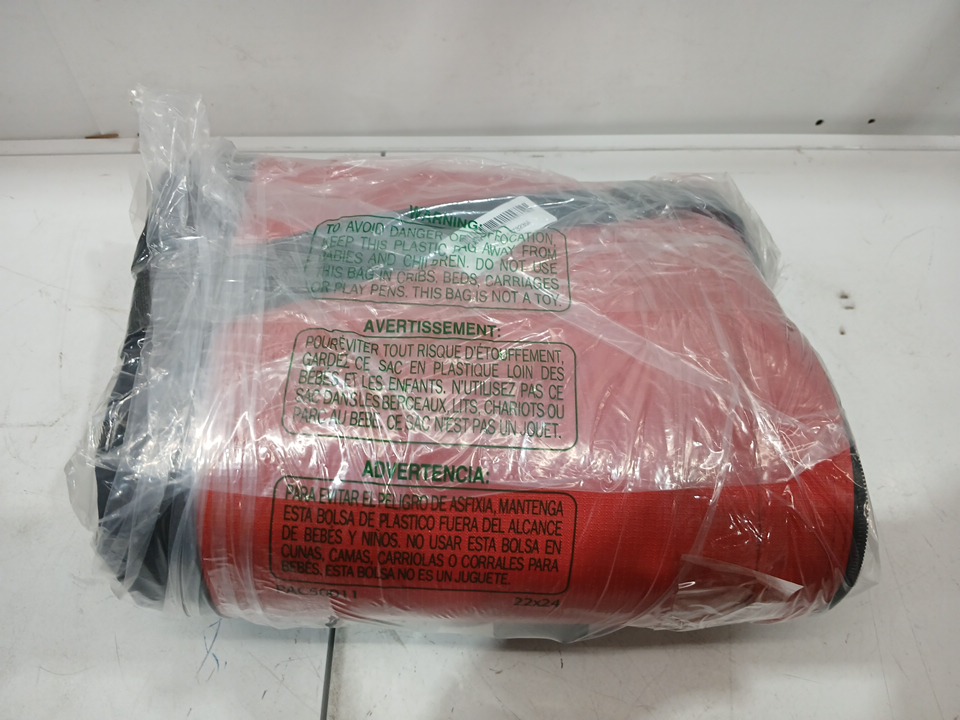 WARNING:
TO AVOID DANGER OF SUFFOCATION,
KEEP THIS PLASTIC BAG AWAY FROM
BABIES AND CHILDREN. DO NOT USE
THIS BAG IN CRIBS, BEDS, CARRIAGES
OR PLAY PENS. THIS BAG IS NOT A TOY.
AVERTISSEMENT:
POURÉVITER TOUT RISQUE D'ÉTOUFFEMENT,
GARDEZ CE SAC EN PLASTIQUE LOIN DES
BÉBÉS ET LES ENFANTS. N'UTILISEZ PAS CE
SAC DANS LES BERCEAUX, LITS, CHARIOTS OU
PARC AU BEBÉ. CE SAC N'EST PAS UN JOUET.
ADVERTENCIA:
PARA EVITAR EL PELIGRO DE ASFIXIA, MANTENGA
ESTA BOLSA DE PLASTICO FUERA DEL ALCANCE
DE BEBÉS Y NIÑOS. NO USAR ESTA BOLSA EN
CUNAS, CAMAS, CARRIOLAS O CORRALES PARA
BEBÉS. ESTA BOLSA NO ES UN JUGUETE.
22x24